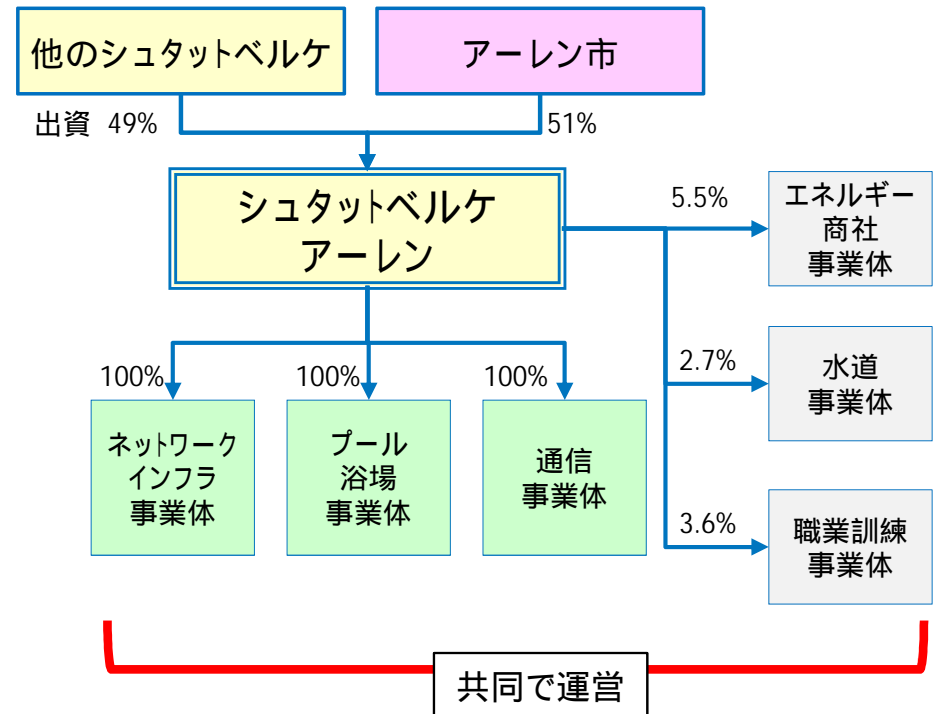 他のシュタットベルケ
アーレン市
出資 49%
51%
シュタットベルケ
アーレン
5.5%
エネルギー
商社
事業体
2.7%
水道
事業体
3.6%
職業訓練
事業体
100%
100%
100%
ネットワーク
インフラ
事業体
プール
浴場
事業体
通信
事業体
共同で運営